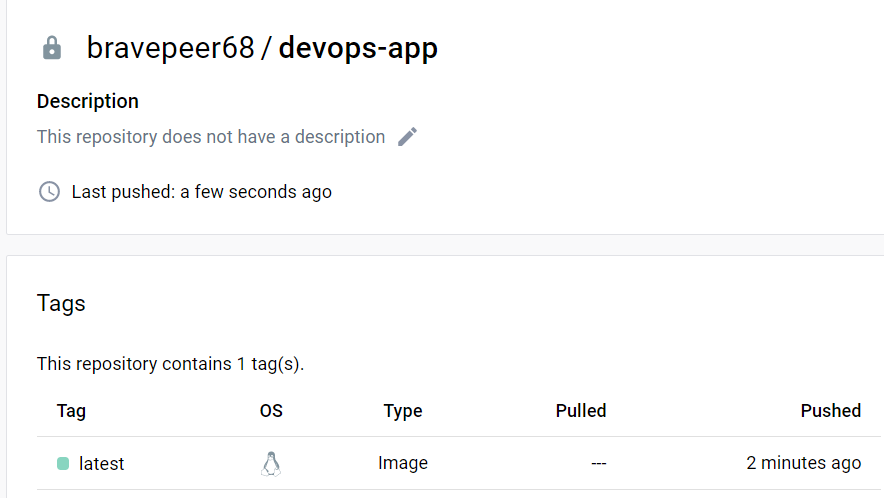 bravepeer68 / devops-app
Description
This repository does not have a description
Last pushed: a few seconds ago
Tags
This repository contains 1 tag(s).
Tag OS Type Pulled Pushed
latest Image --- 2 minutes ago